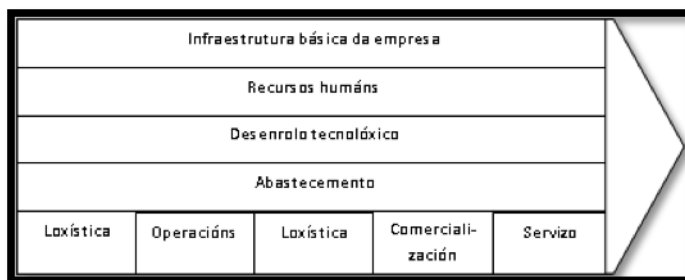 Infraestrutura básica da empresa
Recursos humáns
Desenrolo tecnolóxico
Abastecemento
Loxística
Operacións
Loxística
Comerciali-
zación
Servizo